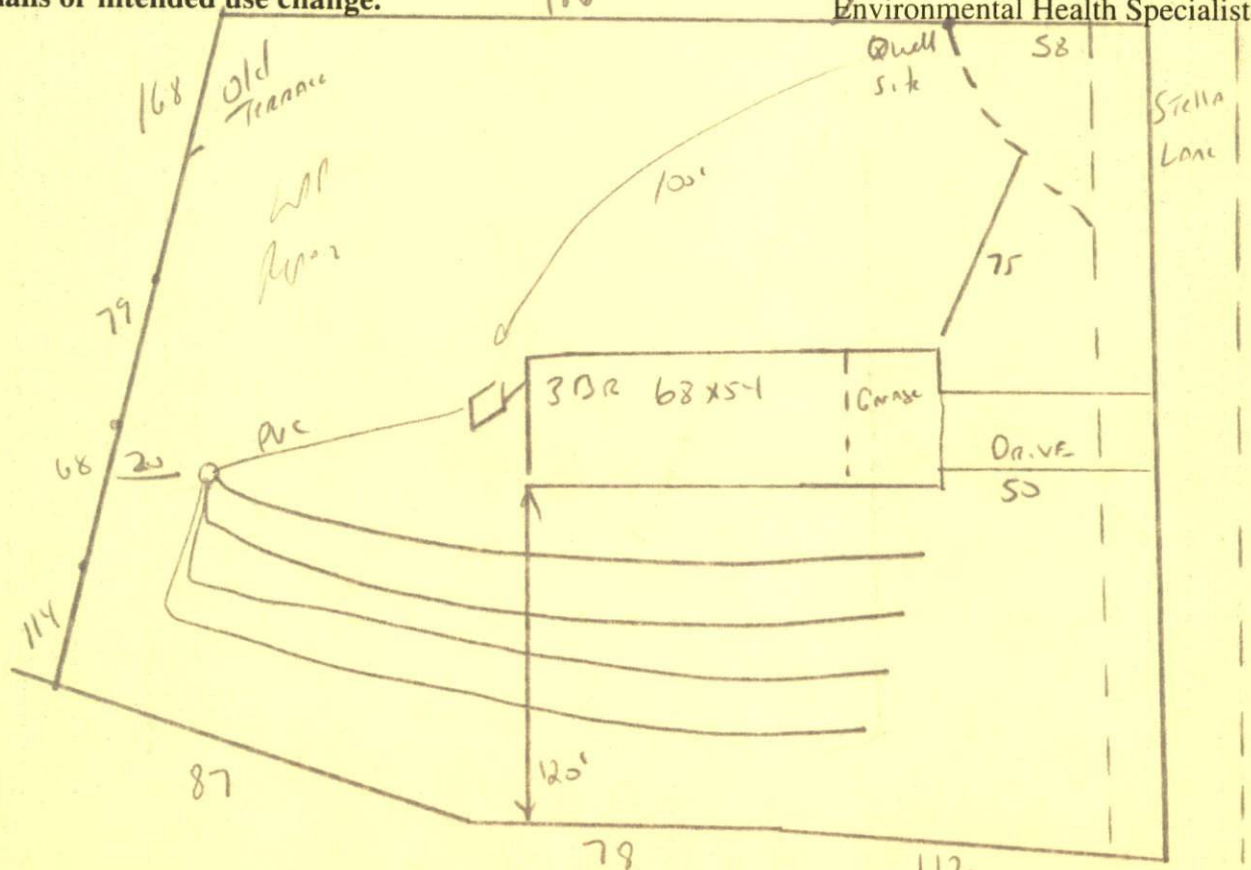 ans or intended use change.
Environmental Health Specialist
well
site
58
168
Old
Terrace
Stella
Lane
100'
75
79
3BR 68x54
Garage
PVC
68
20
Drive
50
114
120'
87
78
112